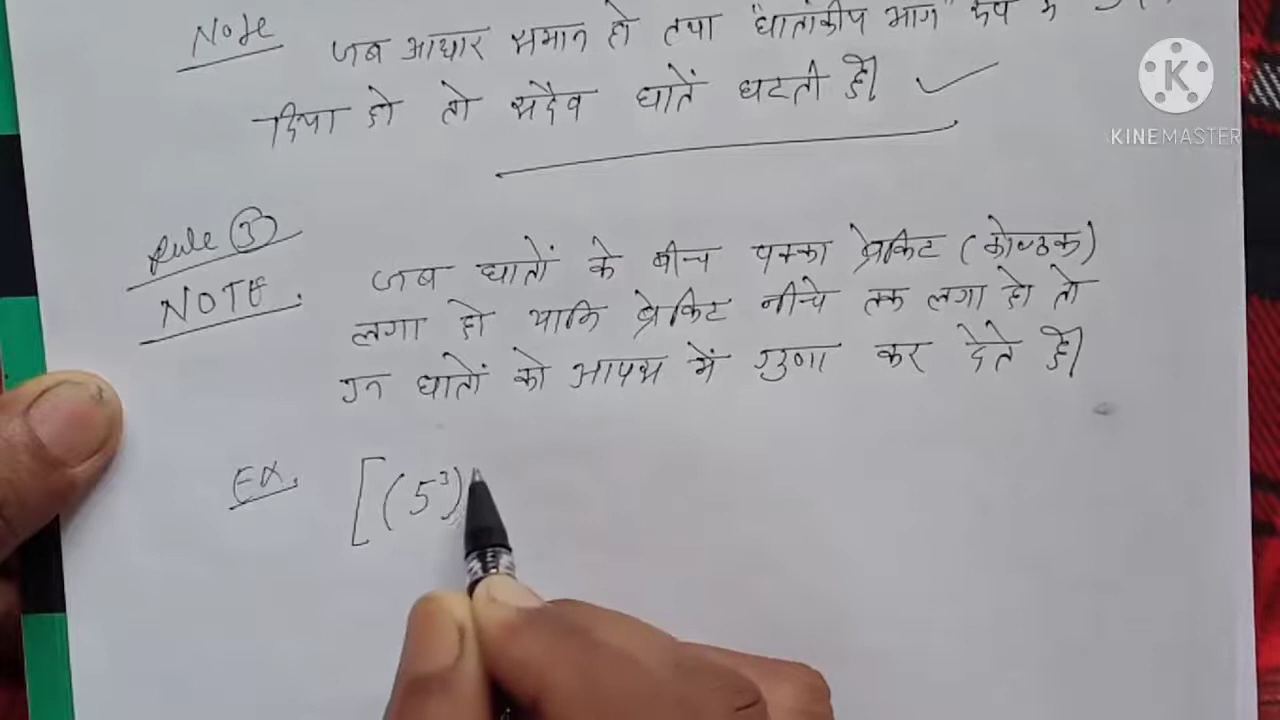 Note जब आधार समान हो तथा "घातांकीय भाग"
दिया हो तो सदैव घातें घटती है।
KINEMASTER
Rule 3
NOTE. जब घातों के बीच पक्का ब्रेकिट (कोष्ठक)
लगा हो याकि ब्रेकिट नीचे तक लगा हो तो
उन घातों को आपस में गुणा कर देते है।
EX. [(5³)